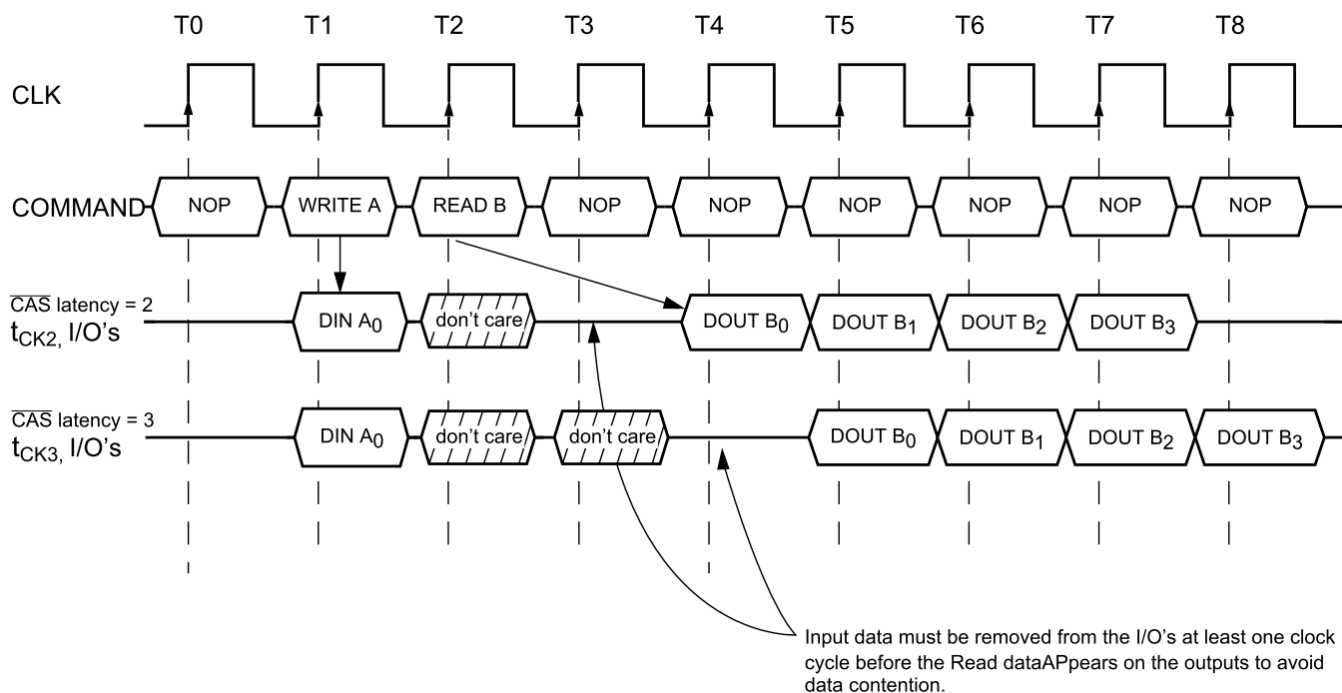 T0 T1 T2 T3 T4 T5 T6 T7 T8
CLK
COMMAND NOP WRITE A READ B NOP NOP NOP NOP NOP NOP
CAS latency = 2
tCK2, I/O's DIN A0 don't care DOUT B0 DOUT B1 DOUT B2 DOUT B3
CAS latency = 3
tCK3, I/O's DIN A0 don't care don't care DOUT B0 DOUT B1 DOUT B2 DOUT B3
Input data must be removed from the I/O's at least one clock
cycle before the Read dataAPpears on the outputs to avoid
data contention.